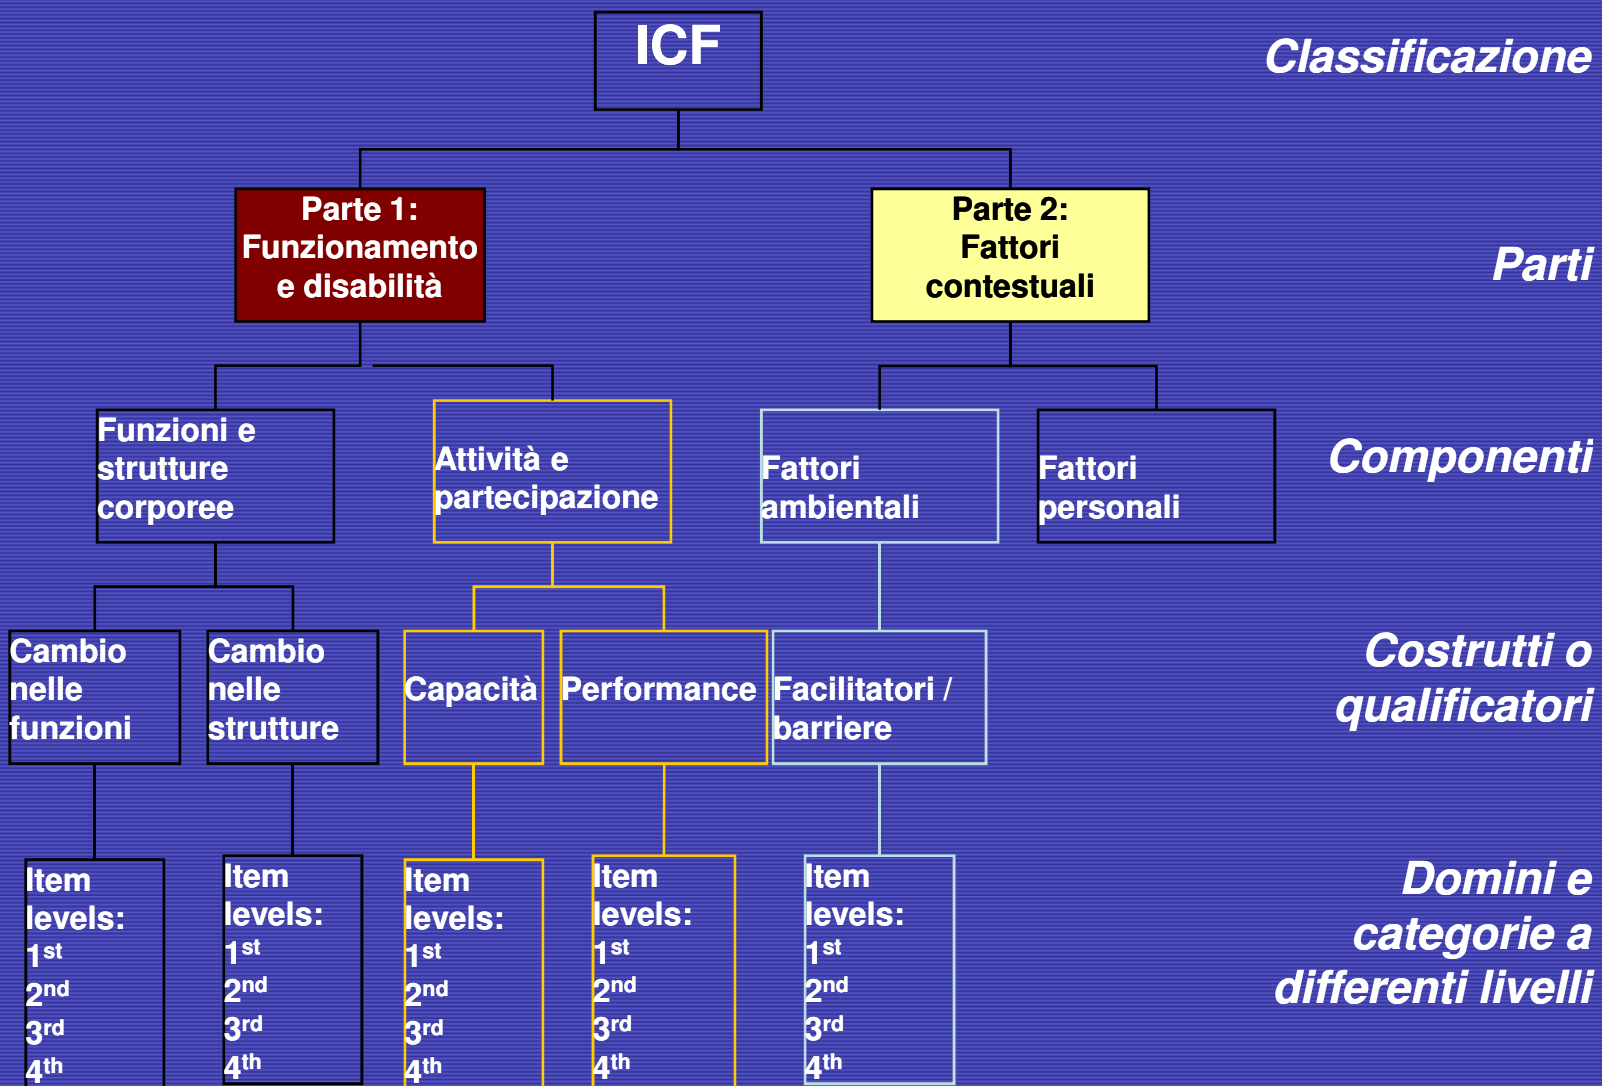 ICF
Classificazione
Parte 1:
Funzionamento
e disabilità
Parte 2:
Fattori
contestuali
Parti
Funzioni e
strutture
corporee
Attività e
partecipazione
Fattori
ambientali
Fattori
personali
Componenti
Cambio
nelle
funzioni
Cambio
nelle
strutture
Capacità
Performance
Facilitatori /
barriere
Costrutti o
qualificatori
Item
levels:
1st
2nd
3rd
4th
Item
levels:
1st
2nd
3rd
4th
Item
levels:
1st
2nd
3rd
4th
Item
levels:
1st
2nd
3rd
4th
Item
levels:
1st
2nd
3rd
4th
Domini e
categorie a
differenti livelli